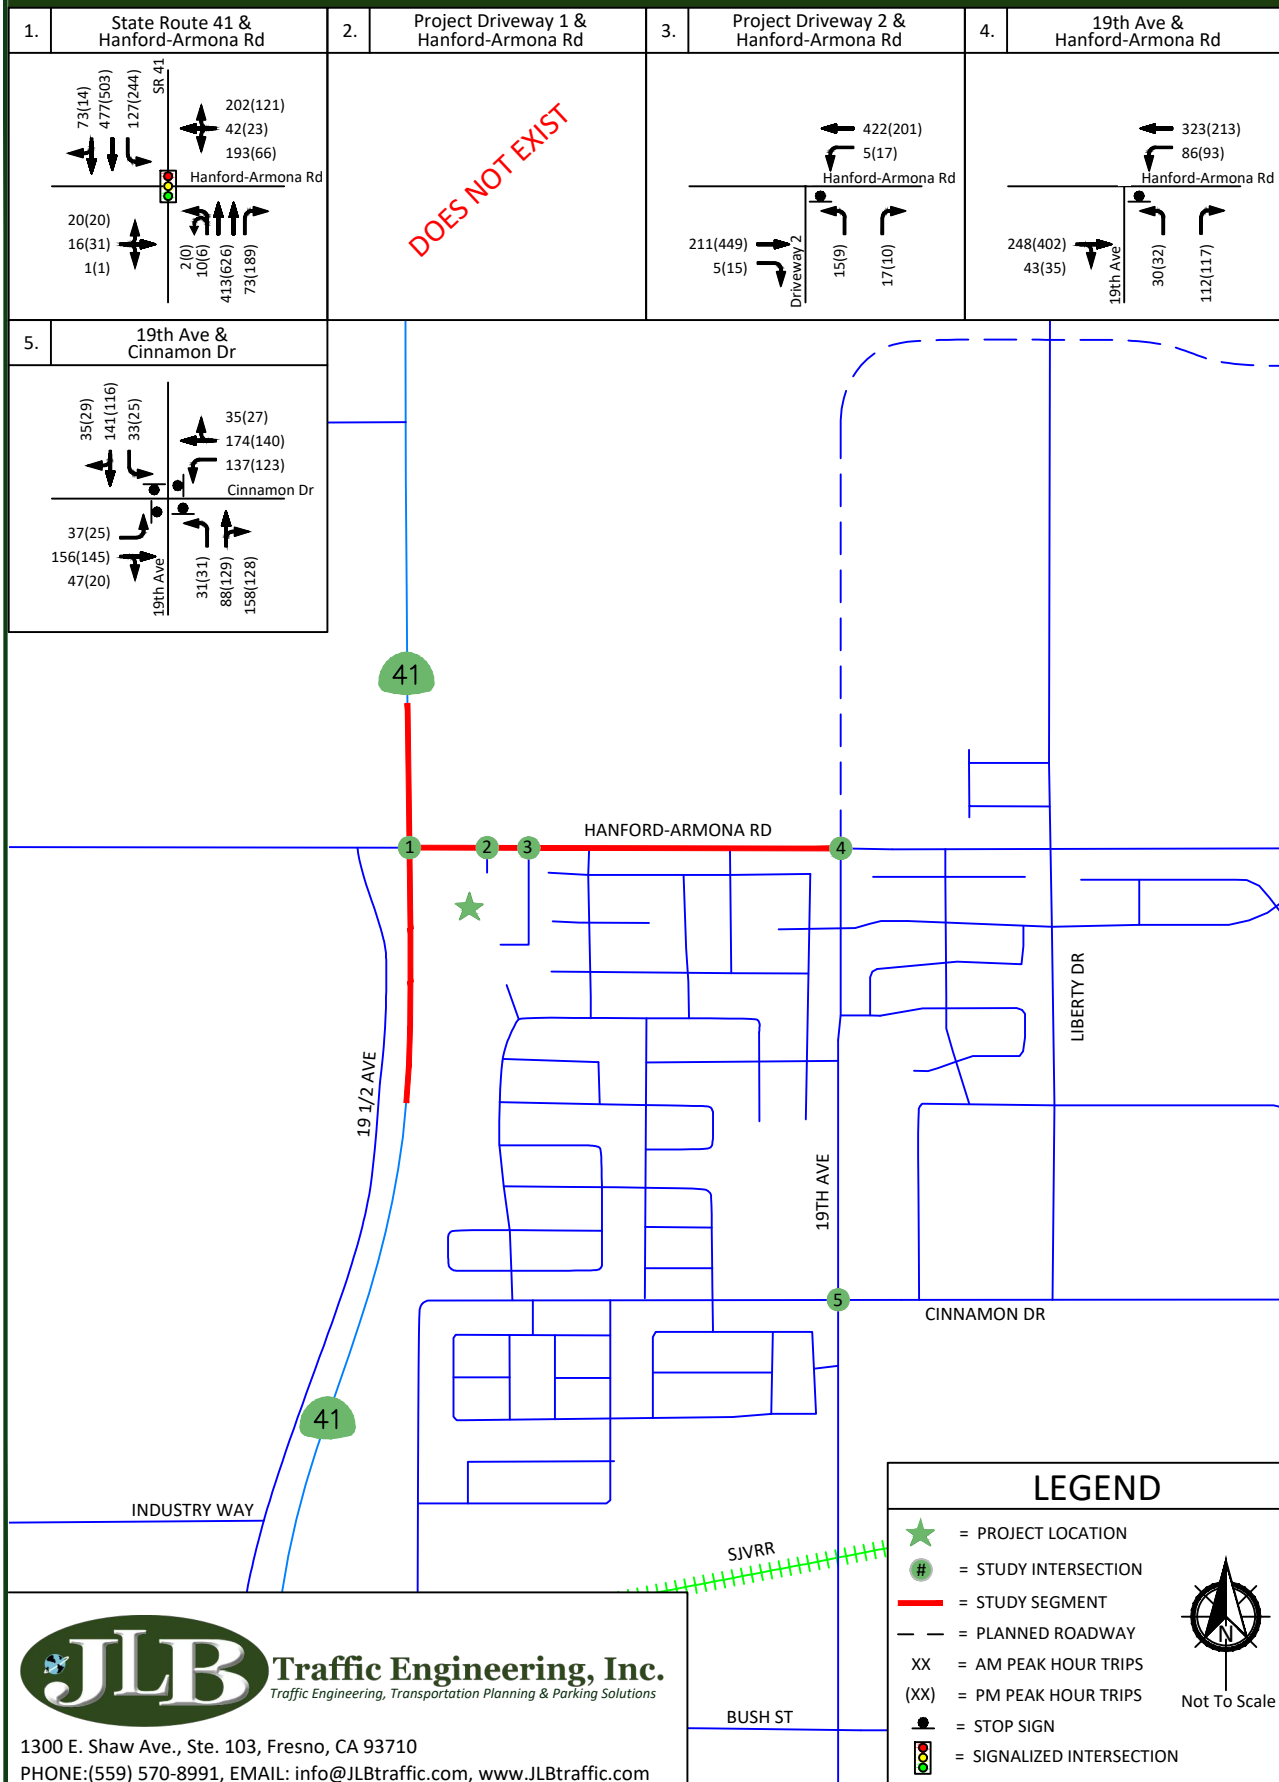 1.
State Route 41 &
Hanford-Armona Rd
73(14)
477(503)
127(244)
SR 41
202(121)
42(23)
193(66)
Hanford-Armona Rd
20(20)
16(31)
1(1)
2(0)
10(6)
413(626)
73(189)
2.
Project Driveway 1 &
Hanford-Armona Rd
DOES NOT EXIST
3.
Project Driveway 2 &
Hanford-Armona Rd
422(201)
5(17)
Hanford-Armona Rd
211(449)
5(15)
Driveway 2
15(9)
17(10)
4.
19th Ave &
Hanford-Armona Rd
323(213)
86(93)
Hanford-Armona Rd
248(402)
43(35)
19th Ave
30(32)
112(117)
5.
19th Ave &
Cinnamon Dr
35(29)
141(116)
33(25)
35(27)
174(140)
137(123)
Cinnamon Dr
37(25)
156(145)
47(20)
19th Ave
31(31)
88(129)
158(128)
41
HANFORD-ARMONA RD
1
2
3
4
LIBERTY DR
19 1/2 AVE
19TH AVE
5
CINNAMON DR
41
INDUSTRY WAY
SJVRR
BUSH ST
LEGEND
= PROJECT LOCATION
# = STUDY INTERSECTION
= STUDY SEGMENT
= PLANNED ROADWAY
XX = AM PEAK HOUR TRIPS
(XX) = PM PEAK HOUR TRIPS
= STOP SIGN
= SIGNALIZED INTERSECTION
N
Not To Scale
JLB Traffic Engineering, Inc.
Traffic Engineering, Transportation Planning & Parking Solutions
1300 E. Shaw Ave., Ste. 103, Fresno, CA 93710
PHONE:(559) 570-8991, EMAIL: info@JLBtraffic.com, www.JLBtraffic.com